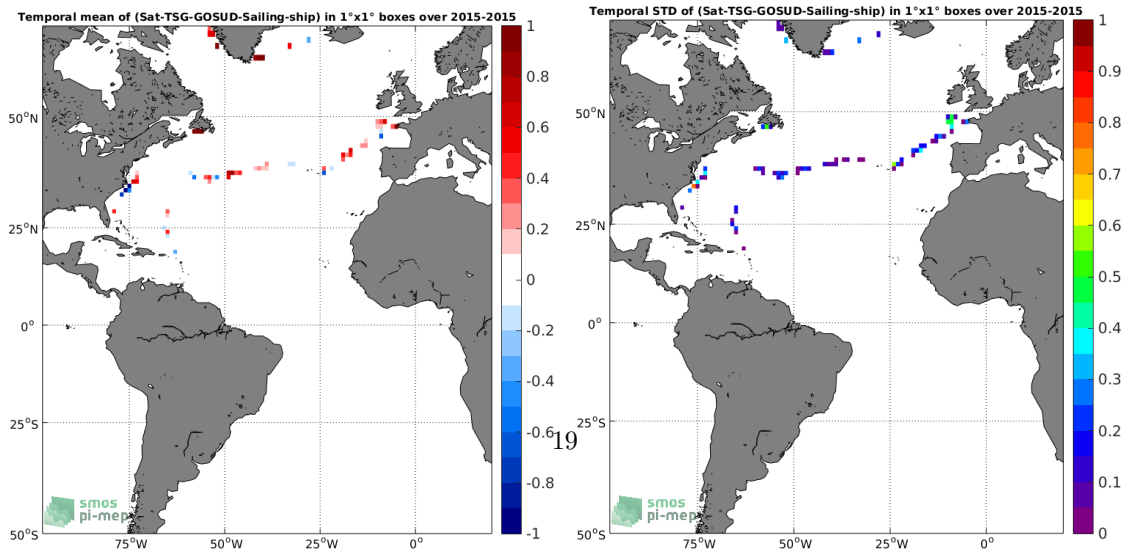 Temporal mean of (Sat-TSG-GOSUD-Sailing-ship) in 1°x1° boxes over 2015-2015
50°N
25°N
0°
25°S
50°S
75°W
50°W
25°W
0°
1
0.8
0.6
0.4
0.2
0
-0.2
-0.4
-0.6
-0.8
-1
smos
pi-mep
19
Temporal STD of (Sat-TSG-GOSUD-Sailing-ship) in 1°x1° boxes over 2015-2015
50°N
25°N
0°
25°S
50°S
75°W
50°W
25°W
0°
1
0.9
0.8
0.7
0.6
0.5
0.4
0.3
0.2
0.1
0
smos
pi-mep